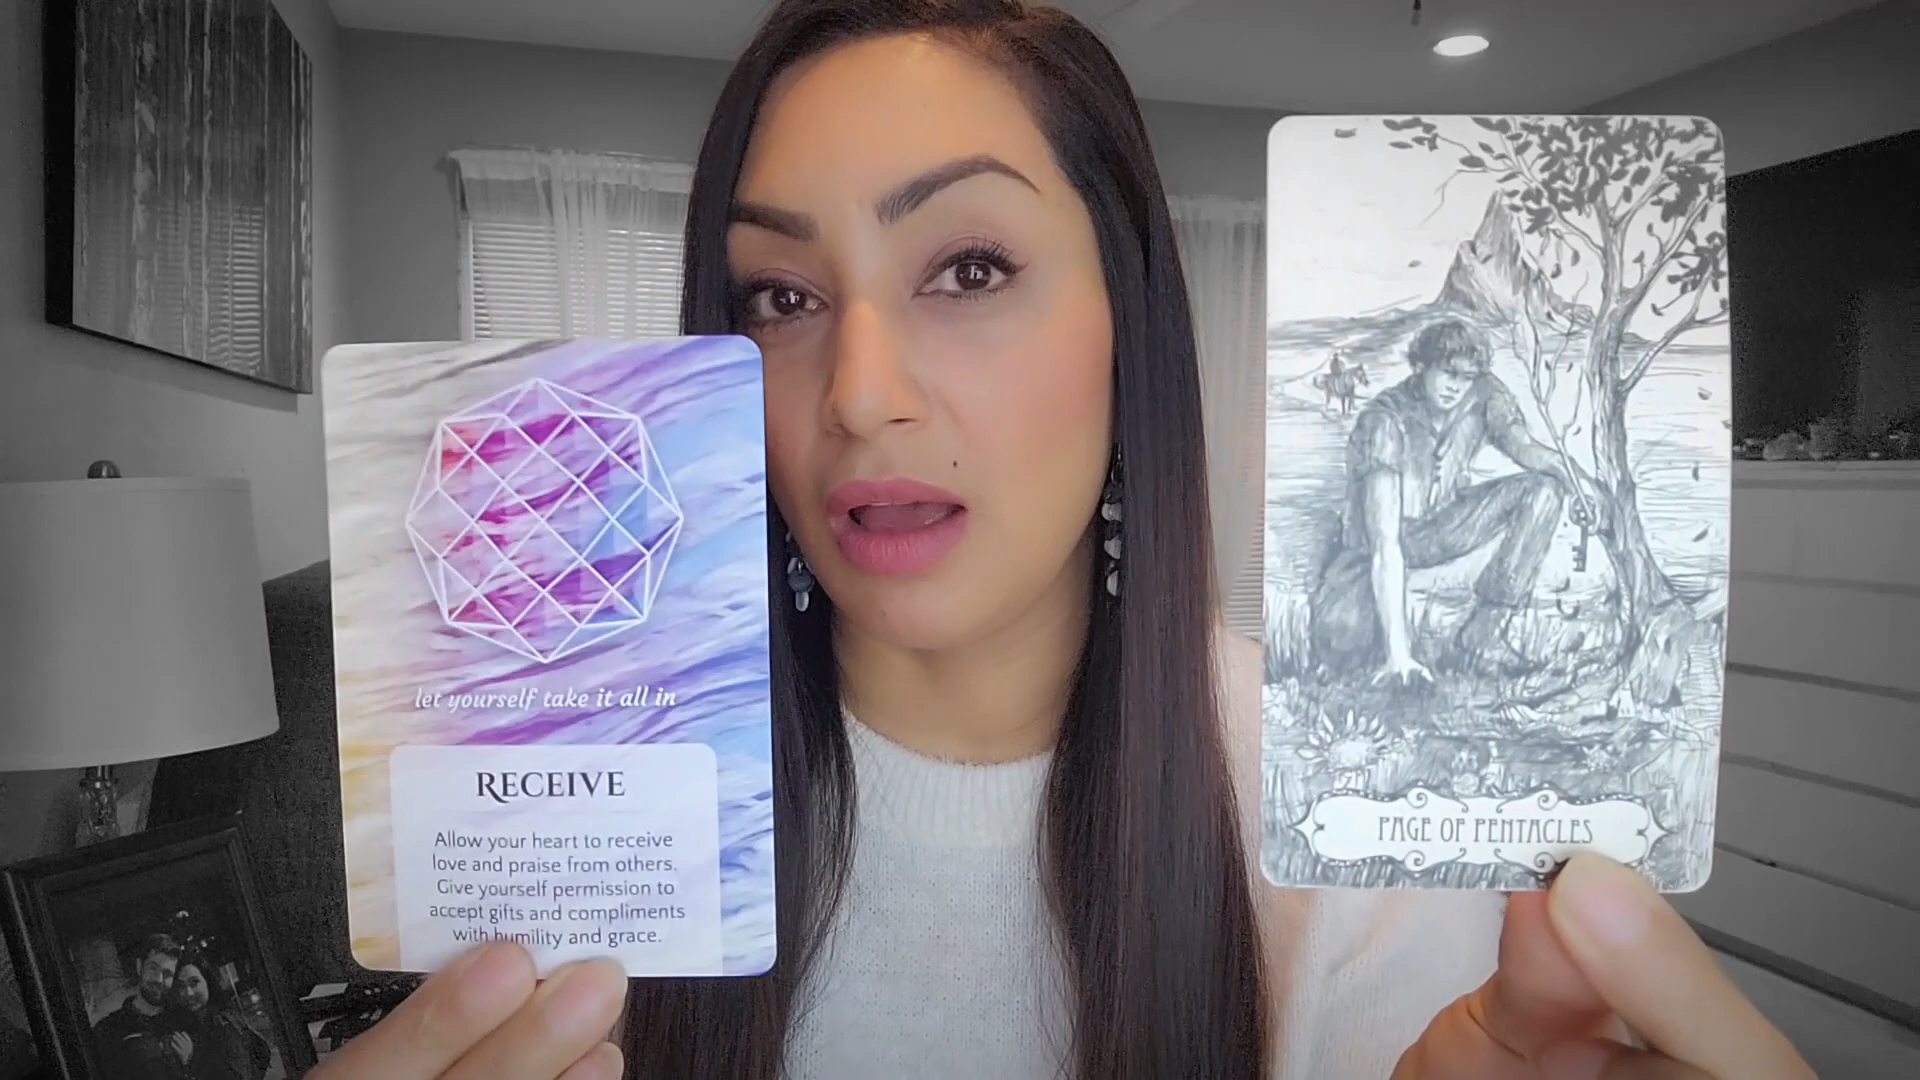 let yourself take it all in
RECEIVE
Allow your heart to receive
love and praise from others.
Give yourself permission to
accept gifts and compliments
with humility and grace.
PAGE OF PENTACLES